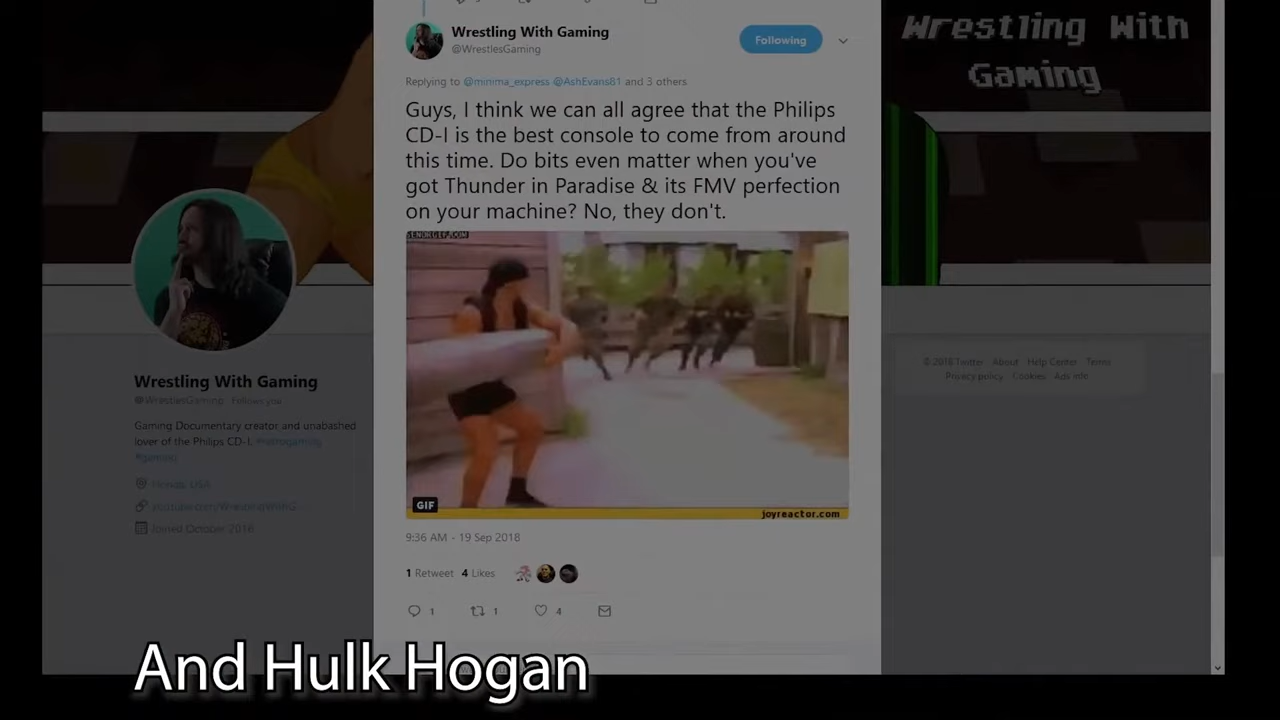 Wrestling With Gaming
@WrestlesGaming
Following
Replying to @minima_express @AshEvans81 and 3 others
Guys, I think we can all agree that the Philips
CD-I is the best console to come from around
this time. Do bits even matter when you've
got Thunder in Paradise & its FMV perfection
on your machine? No, they don't.
GIF
joyreactor.com
9:36 AM - 19 Sep 2018
1 Retweet 4 Likes
1 1 4
Wrestling With
Gaming
Wrestling With Gaming
@WrestlesGaming Follows you
Gaming Documentary creator and unabashed
lover of the Philips CD-I. #retrogaming
#gaming
Florida, USA
Joined October 2016
© 2018 Twitter About Help Center Terms
Privacy policy Cookies Ads info
And Hulk Hogan